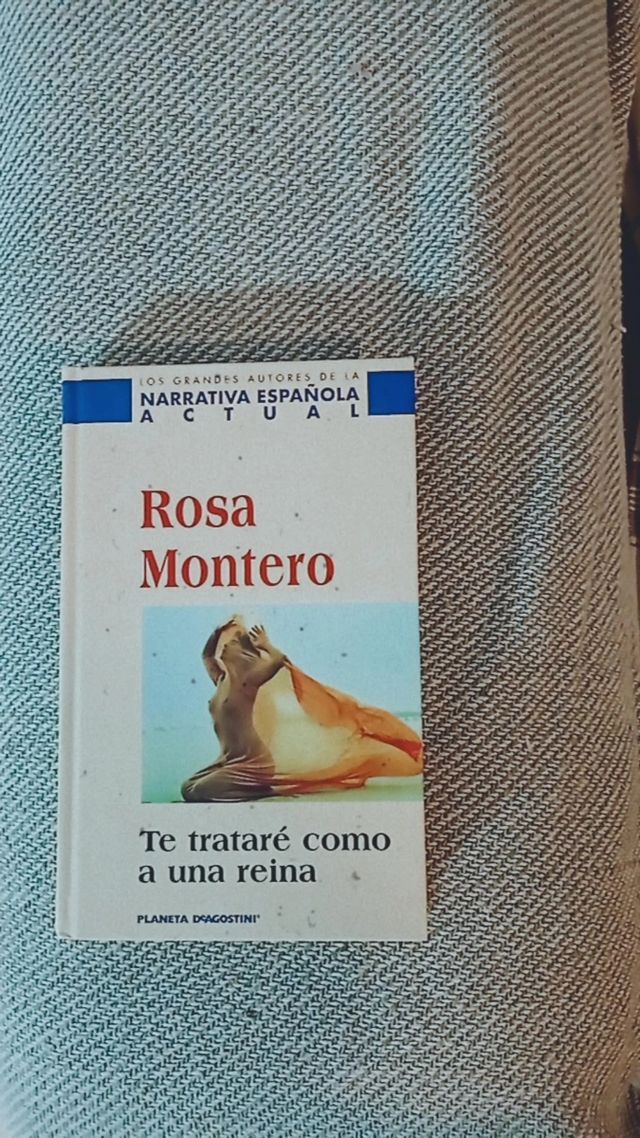 LOS GRANDES AUTORES DE LA
NARRATIVA ESPAÑOLA
ACTUAL
Rosa
Montero
Te trataré como
a una reina
PLANETA DEAGOSTINI